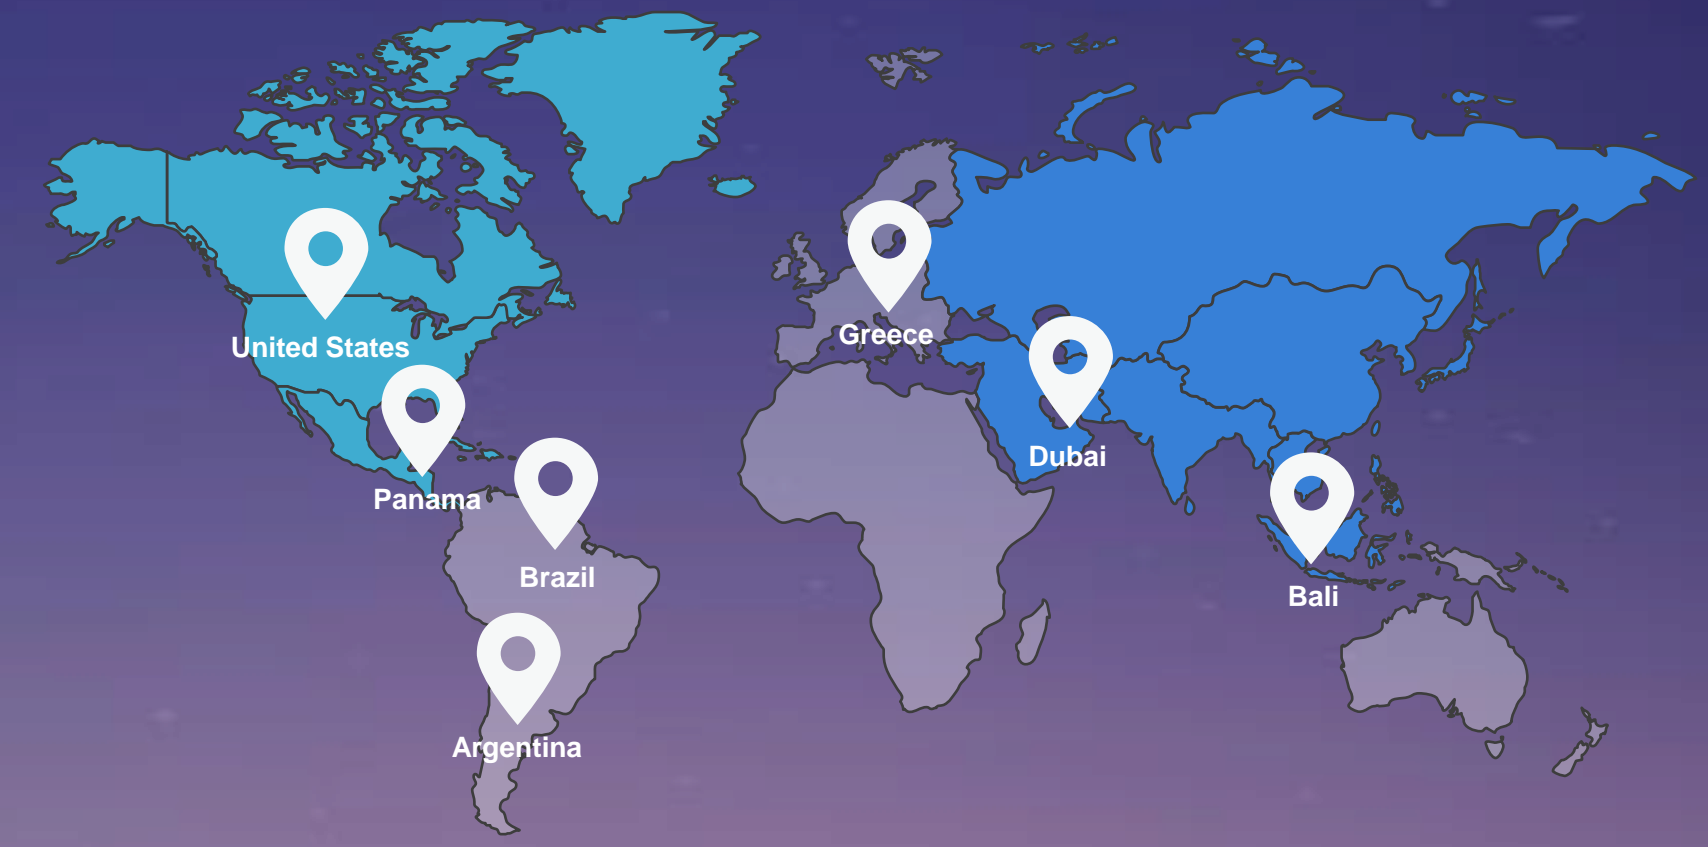 United States
Greece
Dubai
Panama
Brazil
Bali
Argentina